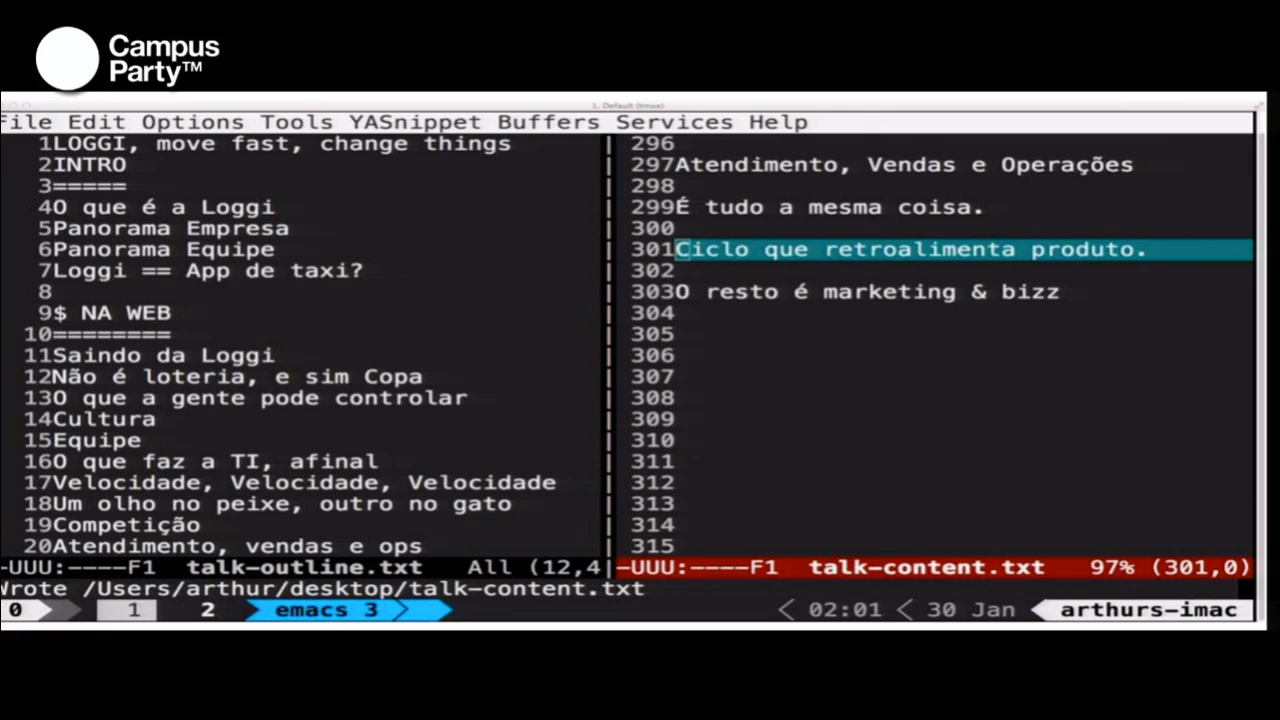 Campus
Party™
1. Default (tmux)
File Edit Options Tools YASnippet Buffers Services Help
1LOGGI, move fast, change things
2INTRO
3=====
4O que é a Loggi
5Panorama Empresa
6Panorama Equipe
7Loggi == App de taxi?
8
9$ NA WEB
10========
11Saindo da Loggi
12Não é loteria, e sim Copa
13O que a gente pode controlar
14Cultura
15Equipe
16O que faz a TI, afinal
17Velocidade, Velocidade, Velocidade
18Um olho no peixe, outro no gato
19Competição
20Atendimento, vendas e ops
-UUU:----F1 talk-outline.txt All (12,4
296
297Atendimento, Vendas e Operações
298
299É tudo a mesma coisa.
300
301Ciclo que retroalimenta produto.
302
303O resto é marketing & bizz
304
305
306
307
308
309
310
311
312
313
314
315
-UUU:----F1 talk-content.txt 97% (301,0)
Wrote /Users/arthur/desktop/talk-content.txt
0 1 2 emacs 3 02:01 30 Jan arthurs-imac